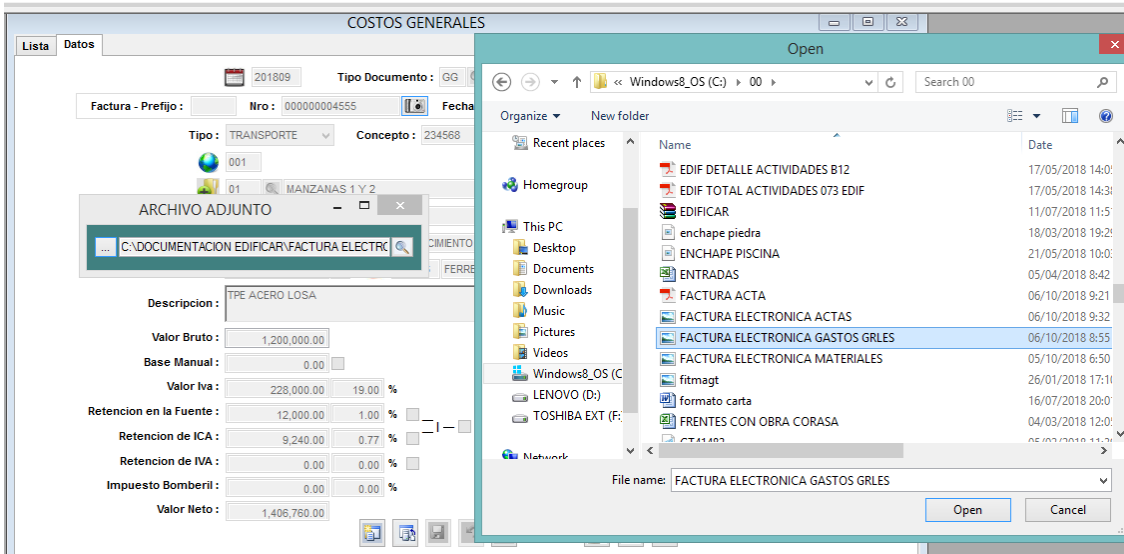 COSTOS GENERALES
Lista Datos
201809 Tipo Documento : GG
Factura - Prefijo : Nro : 000000004555 Fecha
Tipo : TRANSPORTE Concepto : 234568
001
01 MANZANAS 1 Y 2
ARCHIVO ADJUNTO
... C:\DOCUMENTACION EDIFICAR\FACTURA ELECTRO
CIMIENTO
FERRE
Descripcion : TPE ACERO LOSA
Valor Bruto : 1,200,000.00
Base Manual : 0.00
Valor Iva : 228,000.00 19.00 %
Retencion en la Fuente : 12,000.00 1.00 %
Retencion de ICA : 9,240.00 0.77 %
Retencion de IVA : 0.00 0.00 %
Impuesto Bomberil : 0.00 0.00 %
Valor Neto : 1,406,760.00
Open
« Windows8_OS (C:) 00 Search 00
Organize New folder
Recent places
Homegroup
This PC
Desktop
Documents
Downloads
Music
Pictures
Videos
Windows8_OS (C
LENOVO (D:)
TOSHIBA EXT (F:
Network
Name Date
EDIF DETALLE ACTIVIDADES B12 17/05/2018 14:0
EDIF TOTAL ACTIVIDADES 073 EDIF 17/05/2018 14:3
EDIFICAR 11/07/2018 11:5
enchape piedra 18/03/2018 19:2
ENCHAPE PISCINA 21/05/2018 10:0
ENTRADAS 05/04/2018 8:42
FACTURA ACTA 06/10/2018 9:21
FACTURA ELECTRONICA ACTAS 06/10/2018 9:32
FACTURA ELECTRONICA GASTOS GRLES 06/10/2018 8:55
FACTURA ELECTRONICA MATERIALES 05/10/2018 6:50
fitmagt 26/01/2018 17:1
formato carta 16/07/2018 20:0
FRENTES CON OBRA CORASA 04/03/2018 12:0
File name: FACTURA ELECTRONICA GASTOS GRLES
Open Cancel